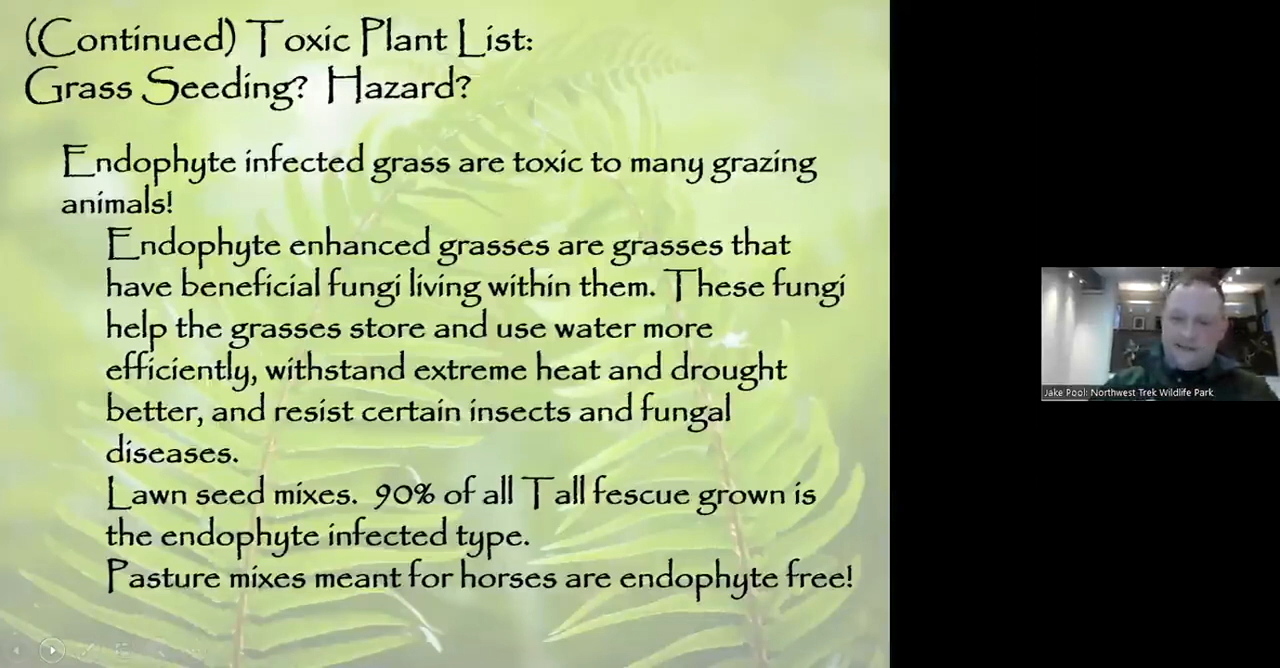 (Continued) Toxic Plant List:
Grass Seeding? Hazard?
Endophyte infected grass are toxic to many grazing
animals!
Endophyte enhanced grasses are grasses that
have beneficial fungi living within them. These fungi
help the grasses store and use water more
efficiently, withstand extreme heat and drought
better, and resist certain insects and fungal
diseases.
Lawn seed mixes. 90% of all Tall fescue grown is
the endophyte infected type.
Pasture mixes meant for horses are endophyte free!
Jake Pool: Northwest Trek Wildlife Park